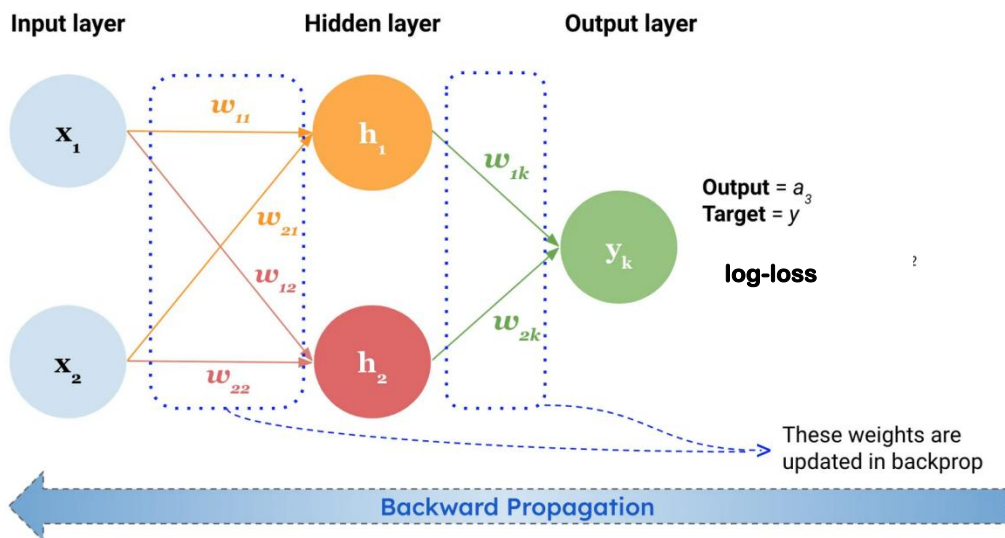 Input layer
Hidden layer
Output layer
x1
w11
h1
w1k
w21
Output = a3
Target = y
yk
w12
log-loss
2
w2k
x2
w22
h2
These weights are
updated in backprop
Backward Propagation